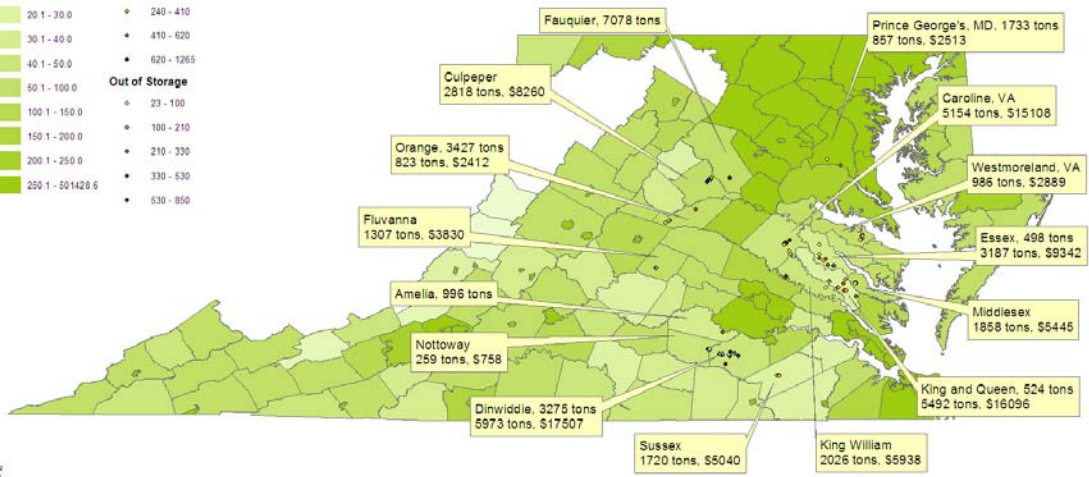 20.1 - 30.0
30.1 - 40.0
40.1 - 50.0
50.1 - 100.0
100.1 - 150.0
150.1 - 200.0
200.1 - 250.0
250.1 - 501428.6
240 - 410
410 - 620
620 - 1265
Out of Storage
23 - 100
100 - 210
210 - 330
330 - 530
530 - 850
Fauquier, 7078 tons
Prince George's, MD, 1733 tons
857 tons, $2513
Culpeper
2818 tons, $8260
Caroline, VA
5154 tons, $15108
Orange, 3427 tons
823 tons, $2412
Westmoreland, VA
986 tons, $2889
Fluvanna
1307 tons, $3830
Essex, 498 tons
3187 tons, $9342
Amelia, 996 tons
Middlesex
1858 tons, $5445
Nottoway
259 tons, $758
King and Queen, 524 tons
5492 tons, $16096
Dinwiddie, 3275 tons
5973 tons, $17507
Sussex
1720 tons, $5040
King William
2026 tons, $5938